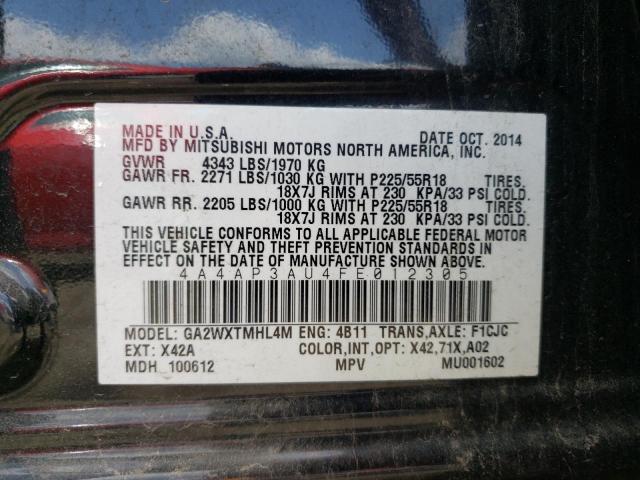 MADE IN U.S.A. DATE OCT. 2014
MFD BY MITSUBISHI MOTORS NORTH AMERICA, INC.
GVWR 4343 LBS/1970 KG
GAWR FR. 2271 LBS/1030 KG WITH P225/55R18 TIRES,
18X7J RIMS AT 230 KPA/33 PSI COLD.
GAWR RR. 2205 LBS/1000 KG WITH P225/55R18 TIRES,
18X7J RIMS AT 230 KPA/33 PSI COLD.
THIS VEHICLE CONFORMS TO ALL APPLICABLE FEDERAL MOTOR
VEHICLE SAFETY AND THEFT PREVENTION STANDARDS IN
EFFECT ON THE DATE OF MANUFACTURE SHOWN ABOVE.
4A4AP3AU4FE012305
MODEL: GA2WXTMHL4M ENG: 4B11 TRANS,AXLE: F1CJC
EXT: X42A COLOR,INT,OPT: X42,71X,A02
MDH 100612 MPV MU001602